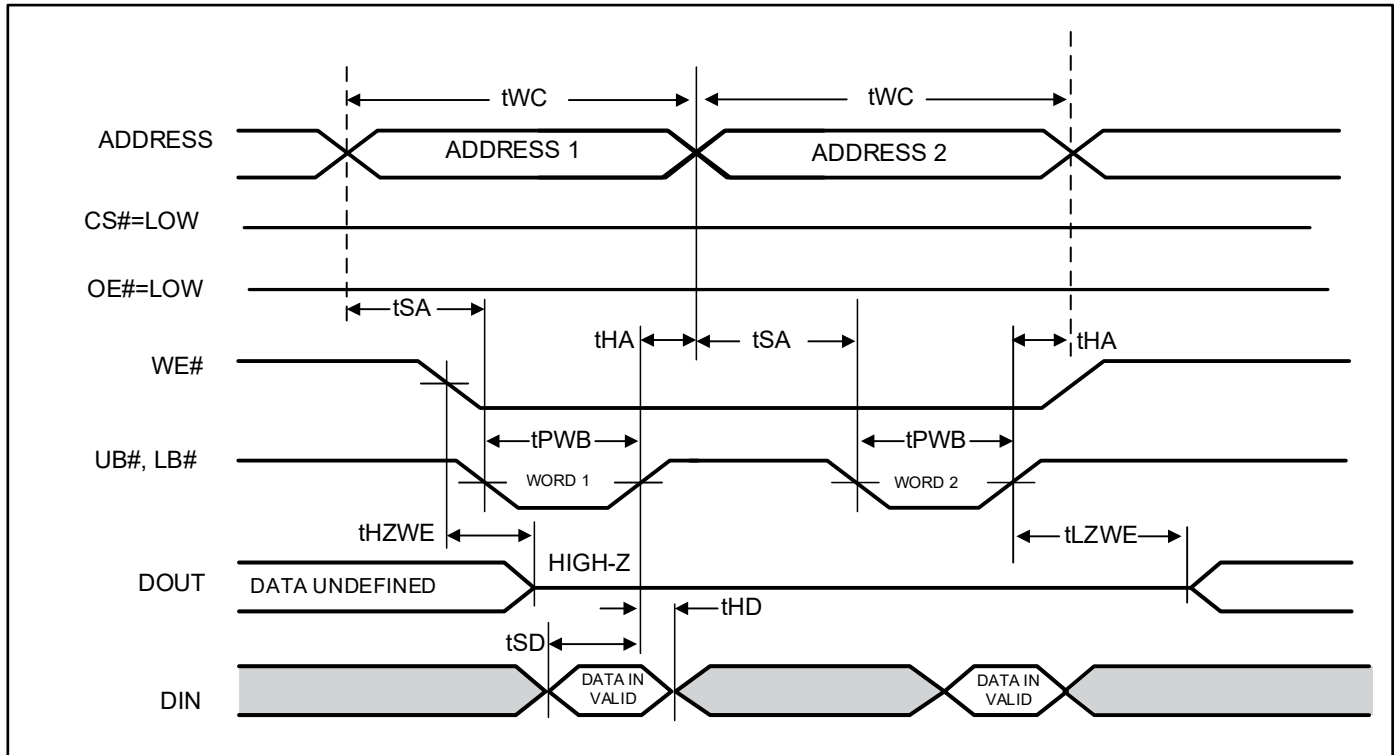 tWC tWC
ADDRESS ADDRESS 1 ADDRESS 2
CS#=LOW
OE#=LOW
tSA tHA tSA tHA
WE#
tPWB tPWB
UB#, LB# WORD 1 WORD 2
tHZWE tLZWE
HIGH-Z
DOUT DATA UNDEFINED
tHD
tSD
DIN DATA IN DATA IN
VALID VALID